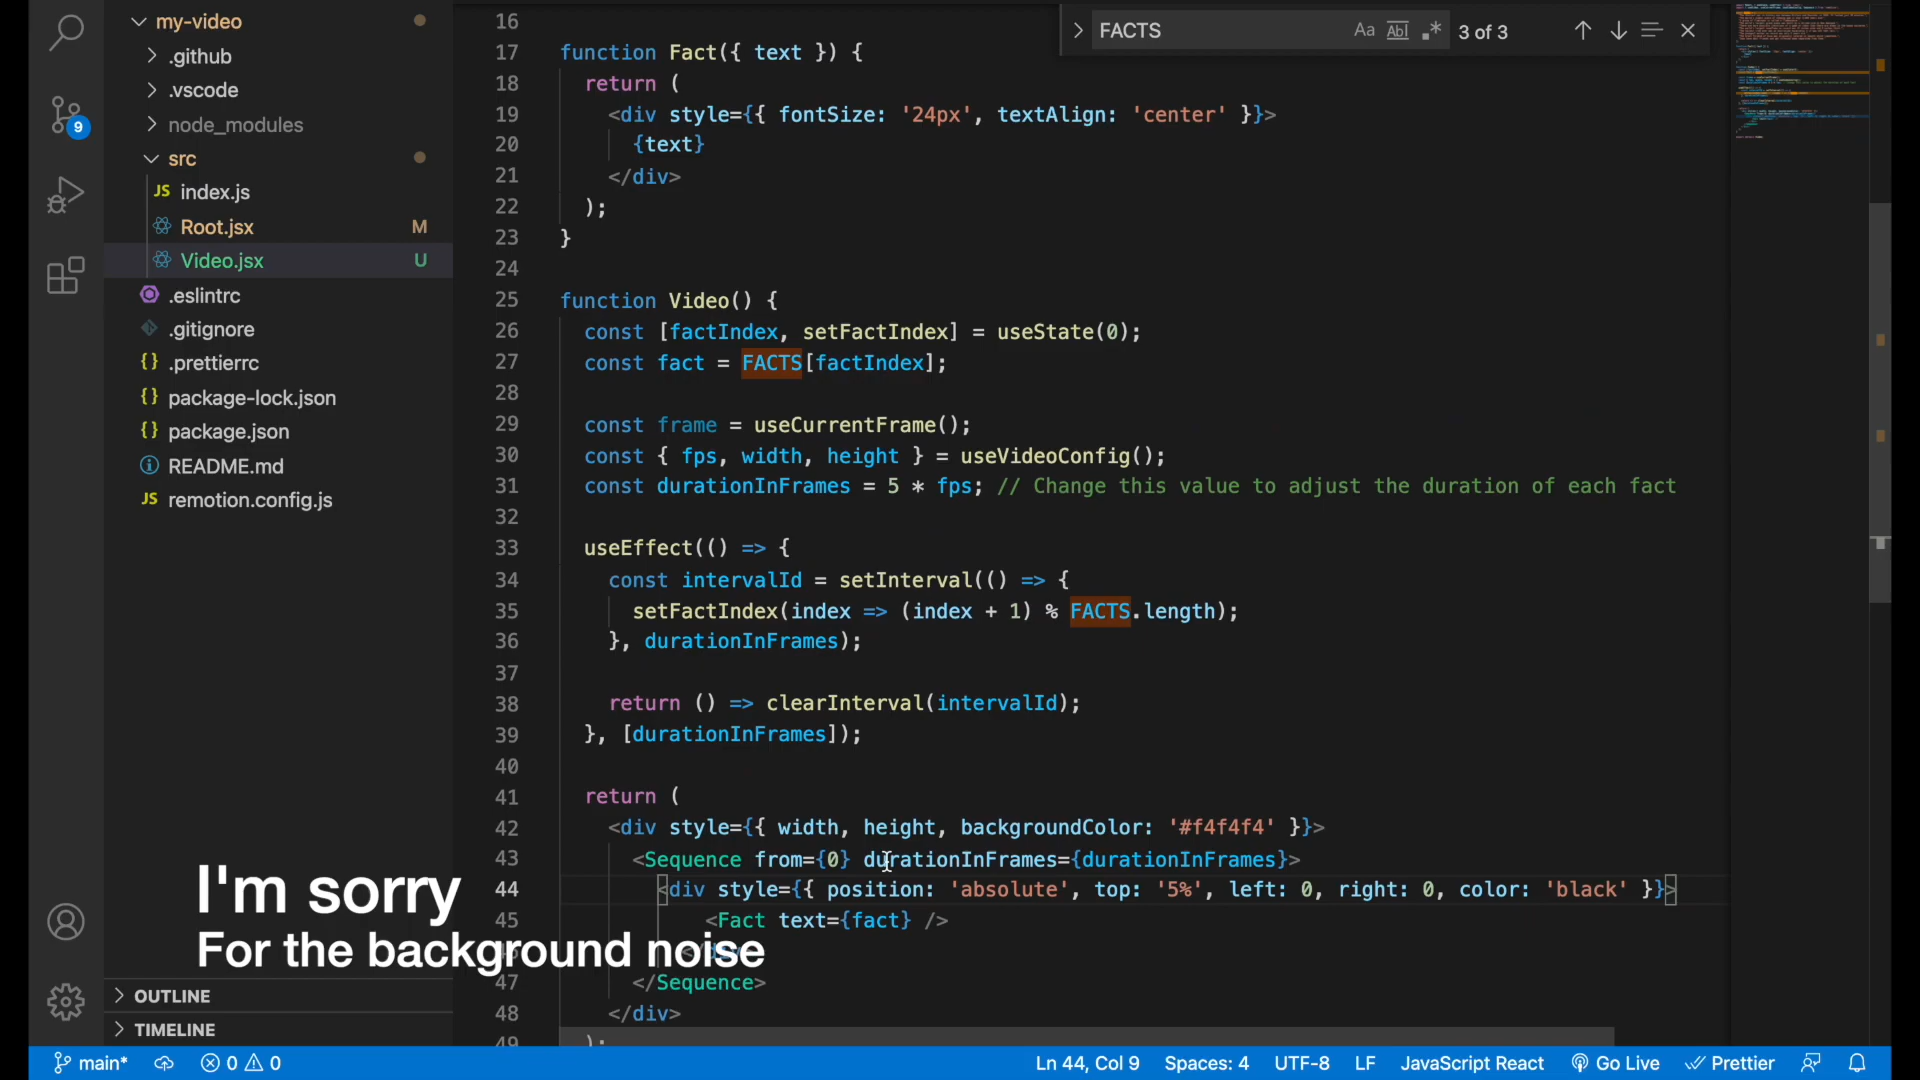 my-video
.github
.vscode
node_modules
src
JS index.js
Root.jsx M
Video.jsx U
.eslintrc
.gitignore
{} .prettierrc
{} package-lock.json
{} package.json
README.md
JS remotion.config.js
OUTLINE
TIMELINE
9
FACTS Aa Abl .* 3 of 3
16
17 function Fact({ text }) {
18 return (
19 <div style={{ fontSize: '24px', textAlign: 'center' }}>
20 {text}
21 </div>
22 );
23 }
24
25 function Video() {
26 const [factIndex, setFactIndex] = useState(0);
27 const fact = FACTS[factIndex];
28
29 const frame = useCurrentFrame();
30 const { fps, width, height } = useVideoConfig();
31 const durationInFrames = 5 * fps; // Change this value to adjust the duration of each fact
32
33 useEffect(() => {
34 const intervalId = setInterval(() => {
35 setFactIndex(index => (index + 1) % FACTS.length);
36 }, durationInFrames);
37
38 return () => clearInterval(intervalId);
39 }, [durationInFrames]);
40
41 return (
42 <div style={{ width, height, backgroundColor: '#f4f4f4' }}>
43 <Sequence from={0} durationInFrames={durationInFrames}>
44 <div style={{ position: 'absolute', top: '5%', left: 0, right: 0, color: 'black' }}>
45 <Fact text={fact} />
47 </Sequence>
48 </div>
49 );
I'm sorry
For the background noise
main* 0 0 Ln 44, Col 9 Spaces: 4 UTF-8 LF JavaScript React Go Live Prettier